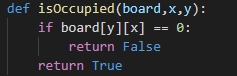 def isOccupied(board,x,y):
    if board[y][x] == 0:
        return False
    return True